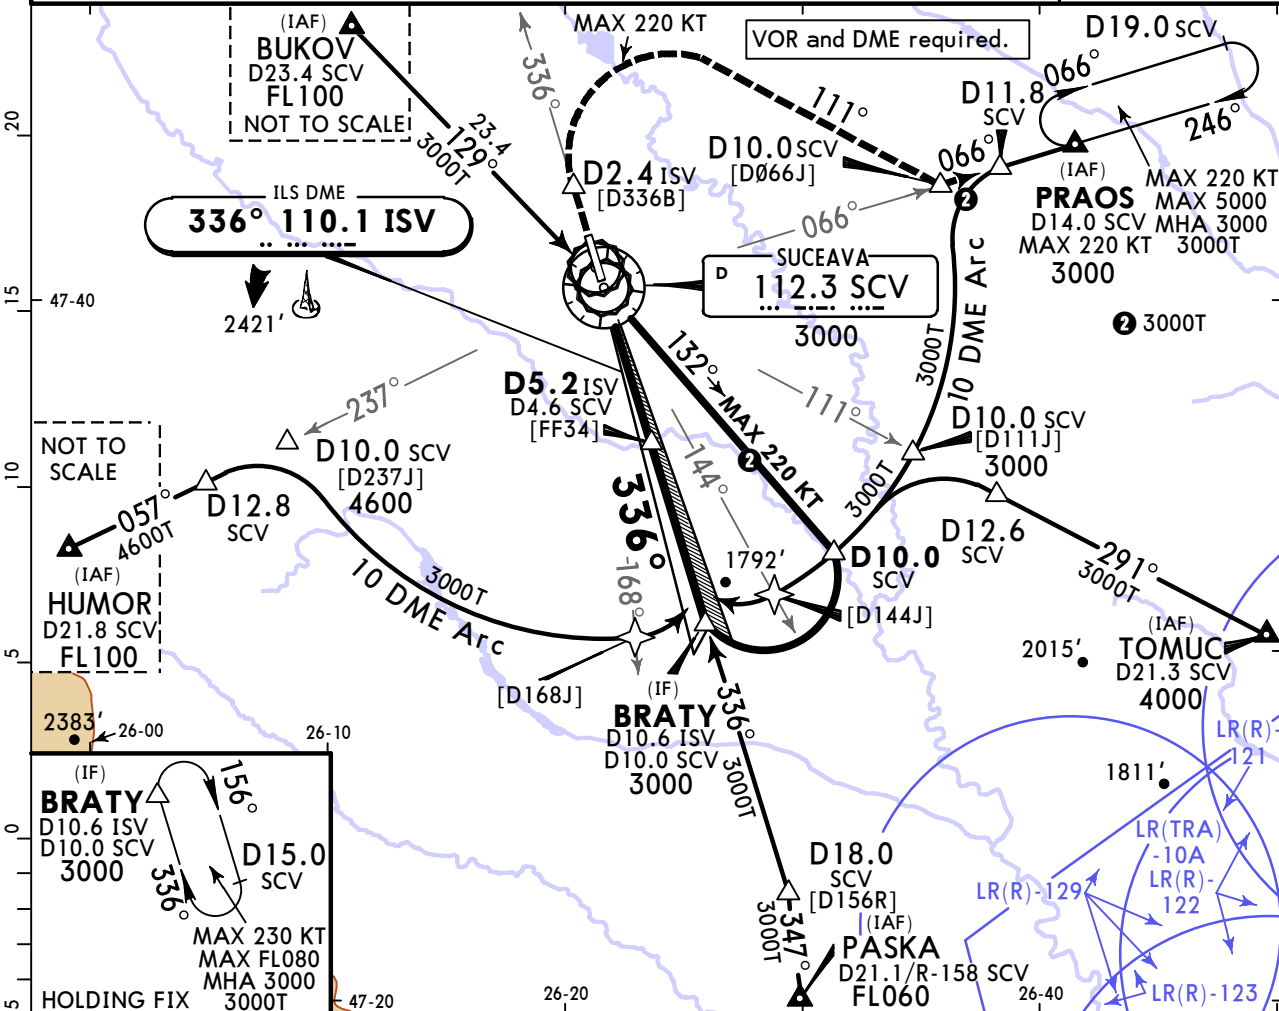 (IAF)
BUKOV
D23.4 SCV
FL100
NOT TO SCALE
23.4
129°
3000T
336°
MAX 220 KT
VOR and DME required.
D19.0 SCV
066°
246°
D11.8
SCV
111°
D10.0 SCV
[DØ66J]
066°
2
(IAF)
PRAOS
D14.0 SCV
MAX 220 KT
3000
MAX 220 KT
MAX 5000
MHA 3000
3000T
ILS DME
336° 110.1 ISV
D2.4 ISV
[D336B]
066°
SUCEAVA
D
112.3 SCV
3000
2421'
47-40
20
15
10
5
0
5
2 3000T
10 DME Arc
3000T
132°
MAX 220 KT
2
D5.2 ISV
D4.6 SCV
[FF34]
237°
111°
144°
D10.0 SCV
[D237J]
4600
D10.0 SCV
[D111J]
3000
NOT TO
SCALE
D12.8
SCV
057°
4600T
(IAF)
HUMOR
D21.8 SCV
FL100
336°
168°
3000T
10 DME Arc
3000T
D12.6
SCV
291°
3000T
1792'
D10.0
SCV
[D144J]
(IAF)
TOMUC
D21.3 SCV
4000
2015'
[D168J]
(IF)
BRATY
D10.6 ISV
D10.0 SCV
3000
336°
3000T
2383'
26-00
26-10
LR(R)-
121
1811'
LR(TRA)
-10A
LR(R)-
122
LR(R)-129
LR(R)-123
(IF)
BRATY
D10.6 ISV
D10.0 SCV
3000
156°
336°
D15.0
SCV
MAX 230 KT
MAX FL080
MHA 3000
3000T
HOLDING FIX
D18.0
SCV
[D156R]
347°
3000T
(IAF)
PASKA
D21.1/R-158 SCV
FL060
47-20
26-20
26-40